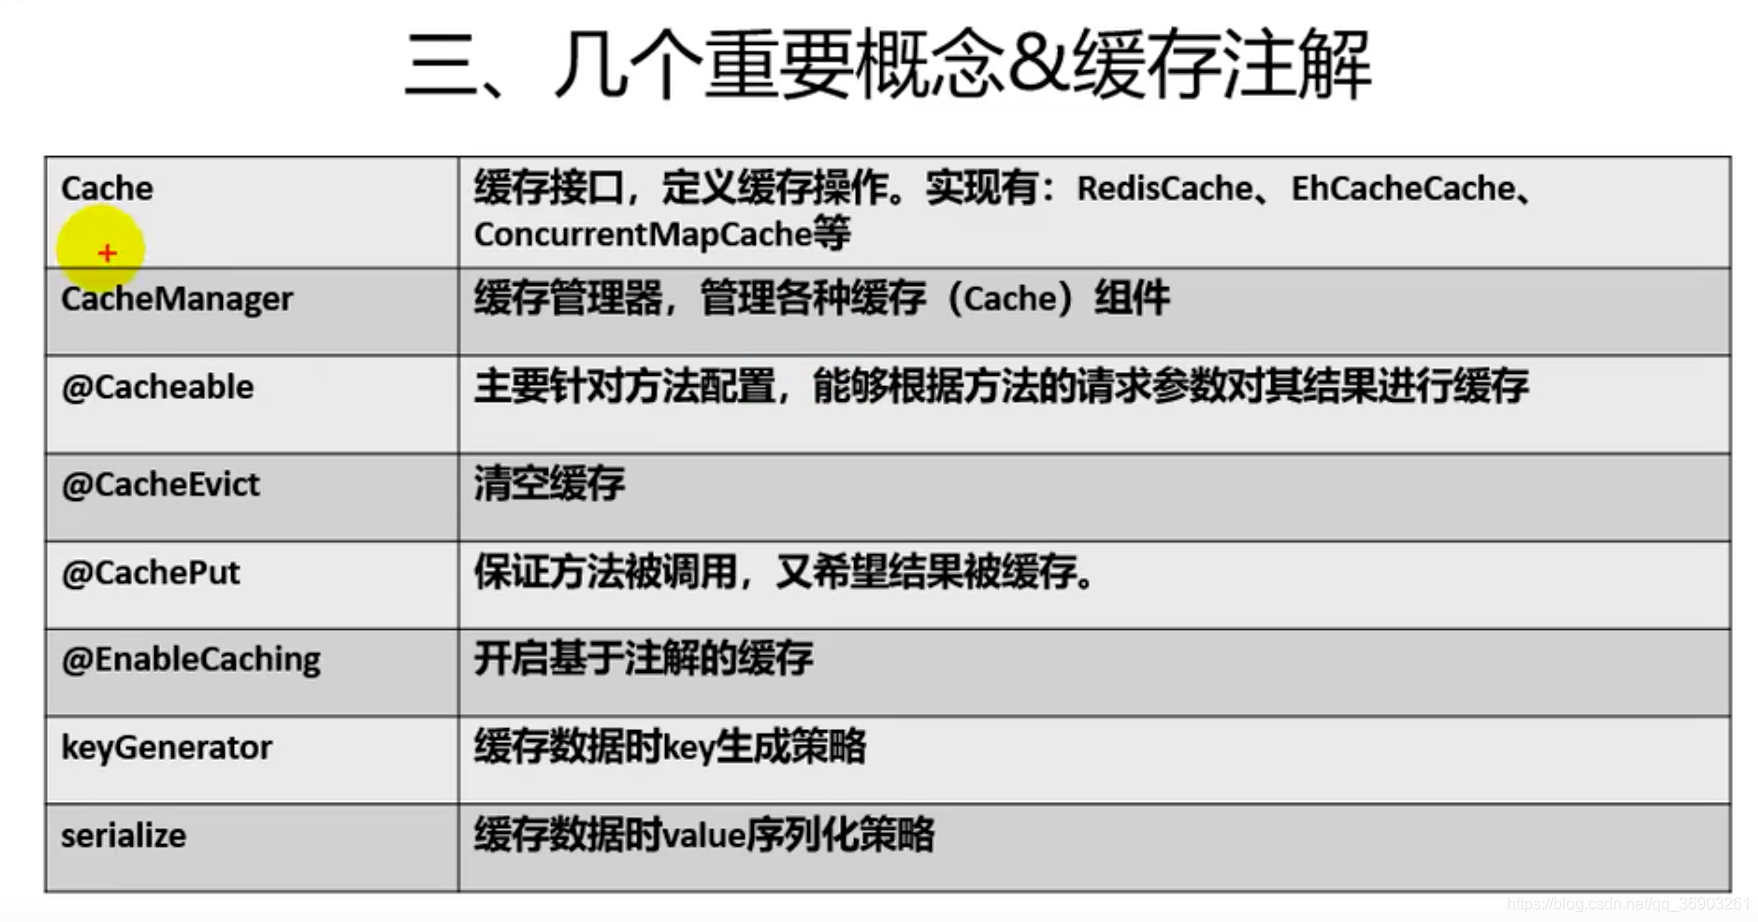 三、几个重要概念&缓存注解
Cache
缓存接口，定义缓存操作。实现有：RedisCache、EhCacheCache、
ConcurrentMapCache等
CacheManager
缓存管理器，管理各种缓存（Cache）组件
@Cacheable
主要针对方法配置，能够根据方法的请求参数对其结果进行缓存
@CacheEvict
清空缓存
@CachePut
保证方法被调用，又希望结果被缓存。
@EnableCaching
开启基于注解的缓存
keyGenerator
缓存数据时key生成策略
serialize
缓存数据时value序列化策略
https://blog.csdn.net/qq_36903261